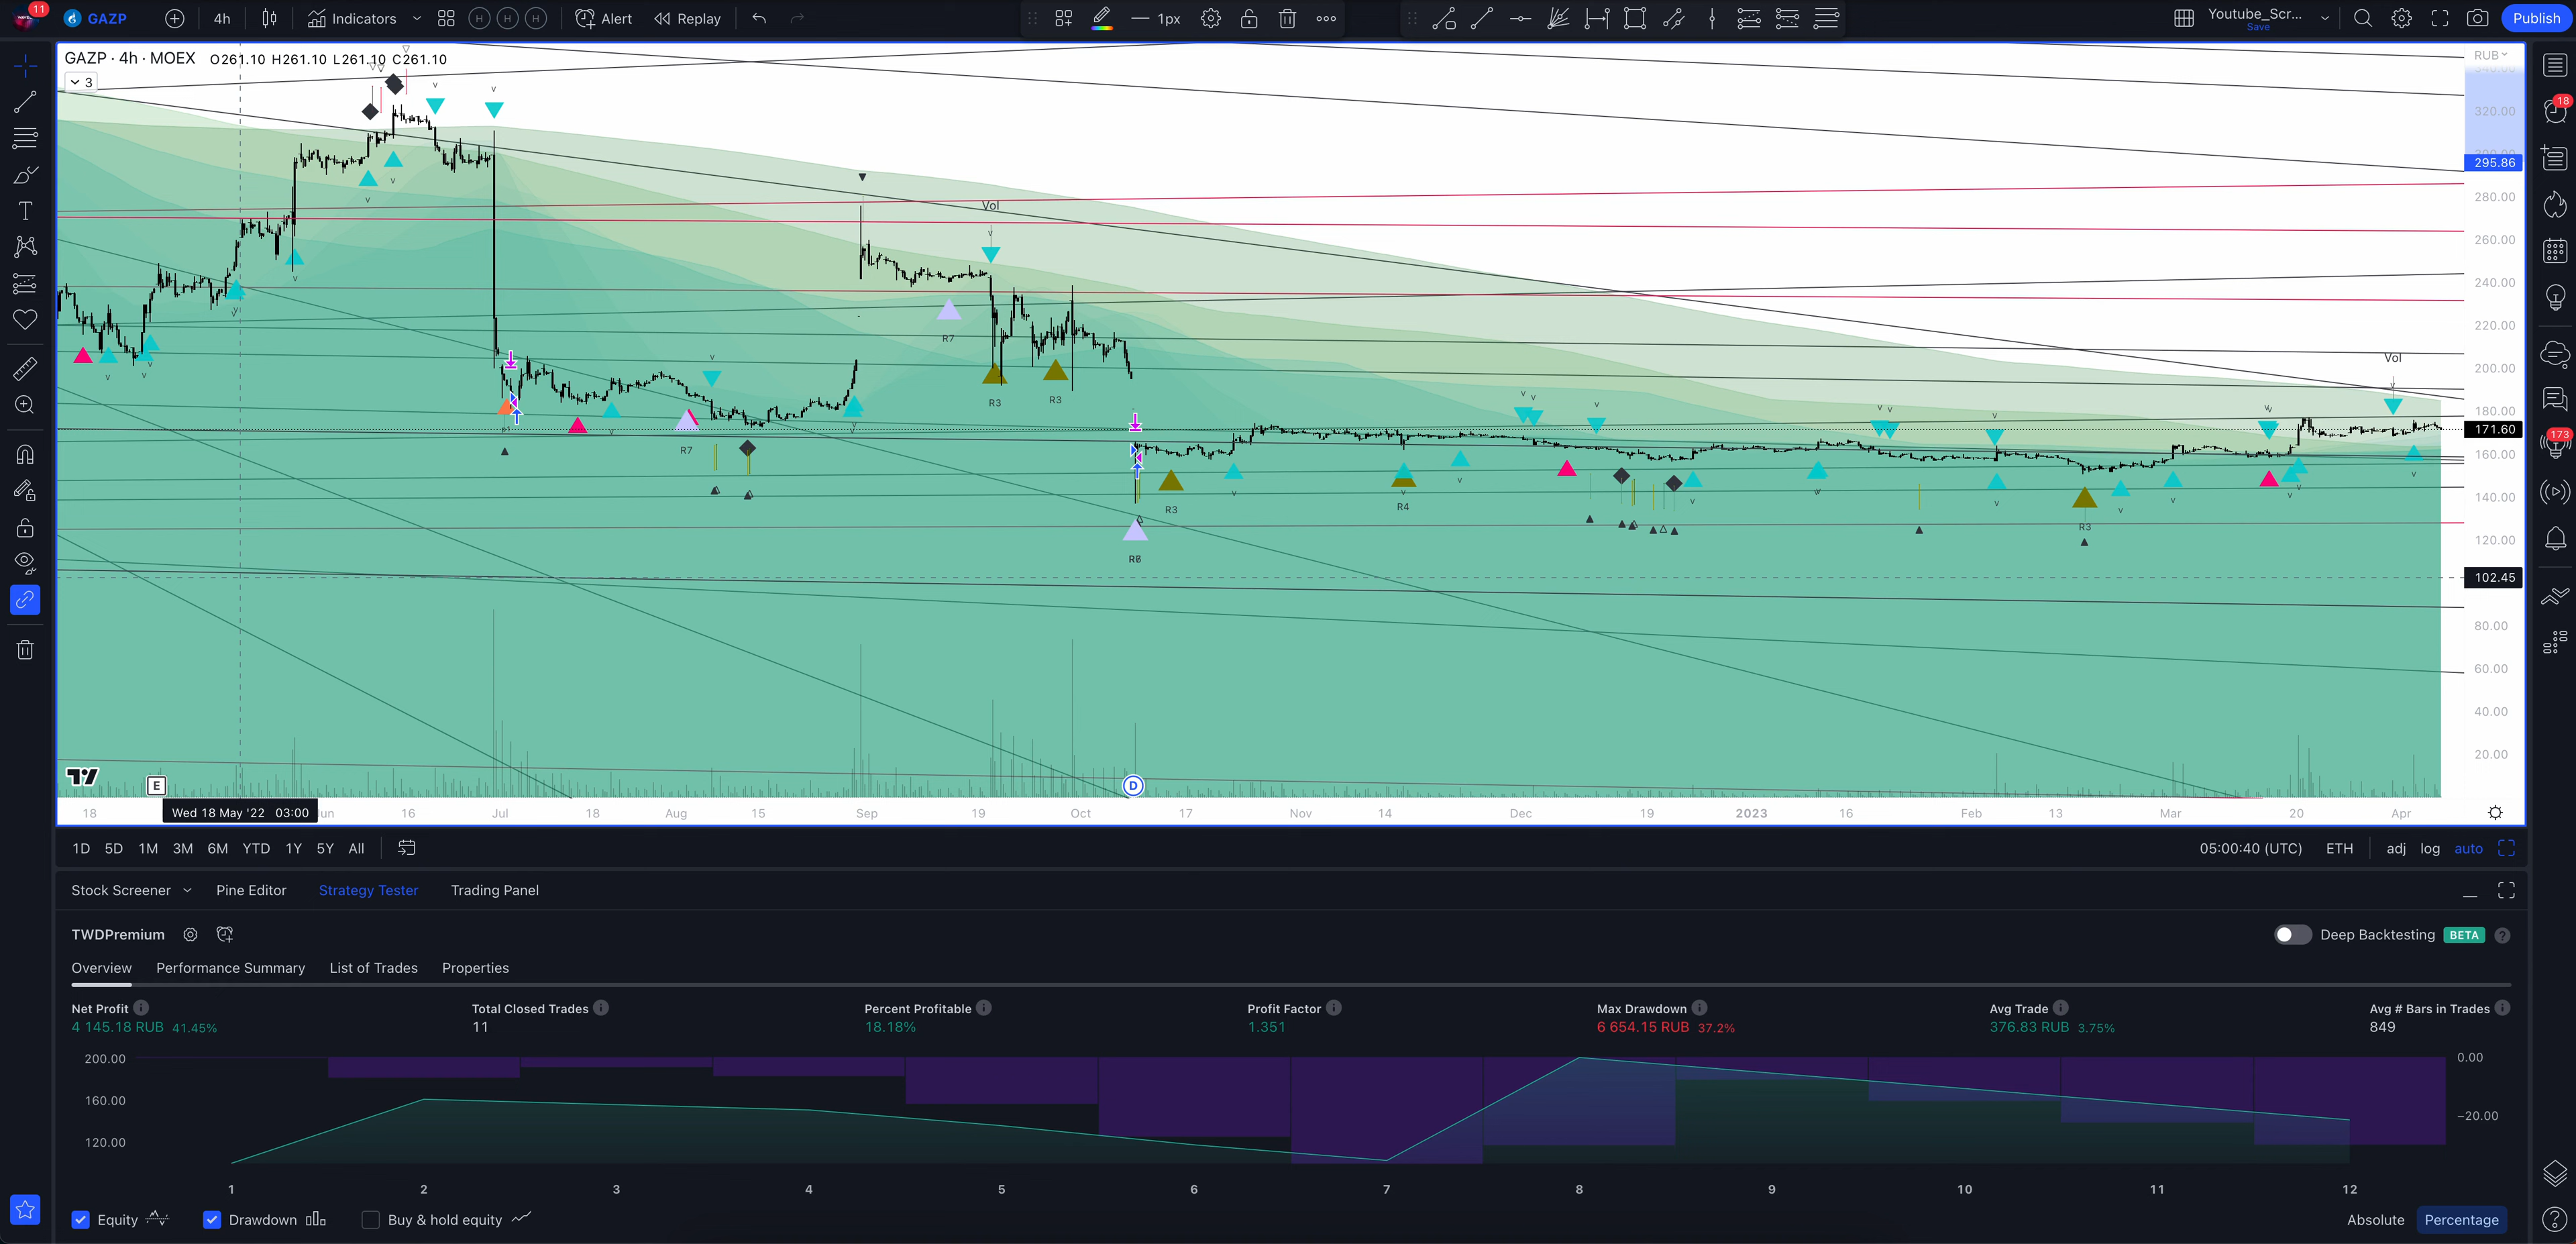 11 GAZP 4h Indicators H H H Alert Replay 1px Youtube_Scr... Save Publish
GAZP · 4h · MOEX O261.10 H261.10 L261.10 C261.10 RUB
3
320.00
295.86
280.00
260.00
240.00
220.00
200.00
180.00
171.60
160.00
140.00
120.00
102.45
80.00
60.00
40.00
20.00
18
173
Vol
R7
R3 R3
Vol
R7
R3
R4
R3
E
D
18 Wed 18 May '22 03:00 Jun 16 Jul 18 Aug 15 Sep 19 Oct 17 Nov 14 Dec 19 2023 16 Feb 13 Mar 20 Apr
1D 5D 1M 3M 6M YTD 1Y 5Y All 05:00:40 (UTC) ETH adj log auto
Stock Screener Pine Editor Strategy Tester Trading Panel
TWDPremium Deep Backtesting BETA
Overview Performance Summary List of Trades Properties
Net Profit Total Closed Trades Percent Profitable Profit Factor Max Drawdown Avg Trade Avg # Bars in Trades
4 145.18 RUB 41.45% 11 18.18% 1.351 6 654.15 RUB 37.2% 376.83 RUB 3.75% 849
200.00 0.00
160.00
−20.00
120.00
1 2 3 4 5 6 7 8 9 10 11 12
Equity Drawdown Buy & hold equity Absolute Percentage